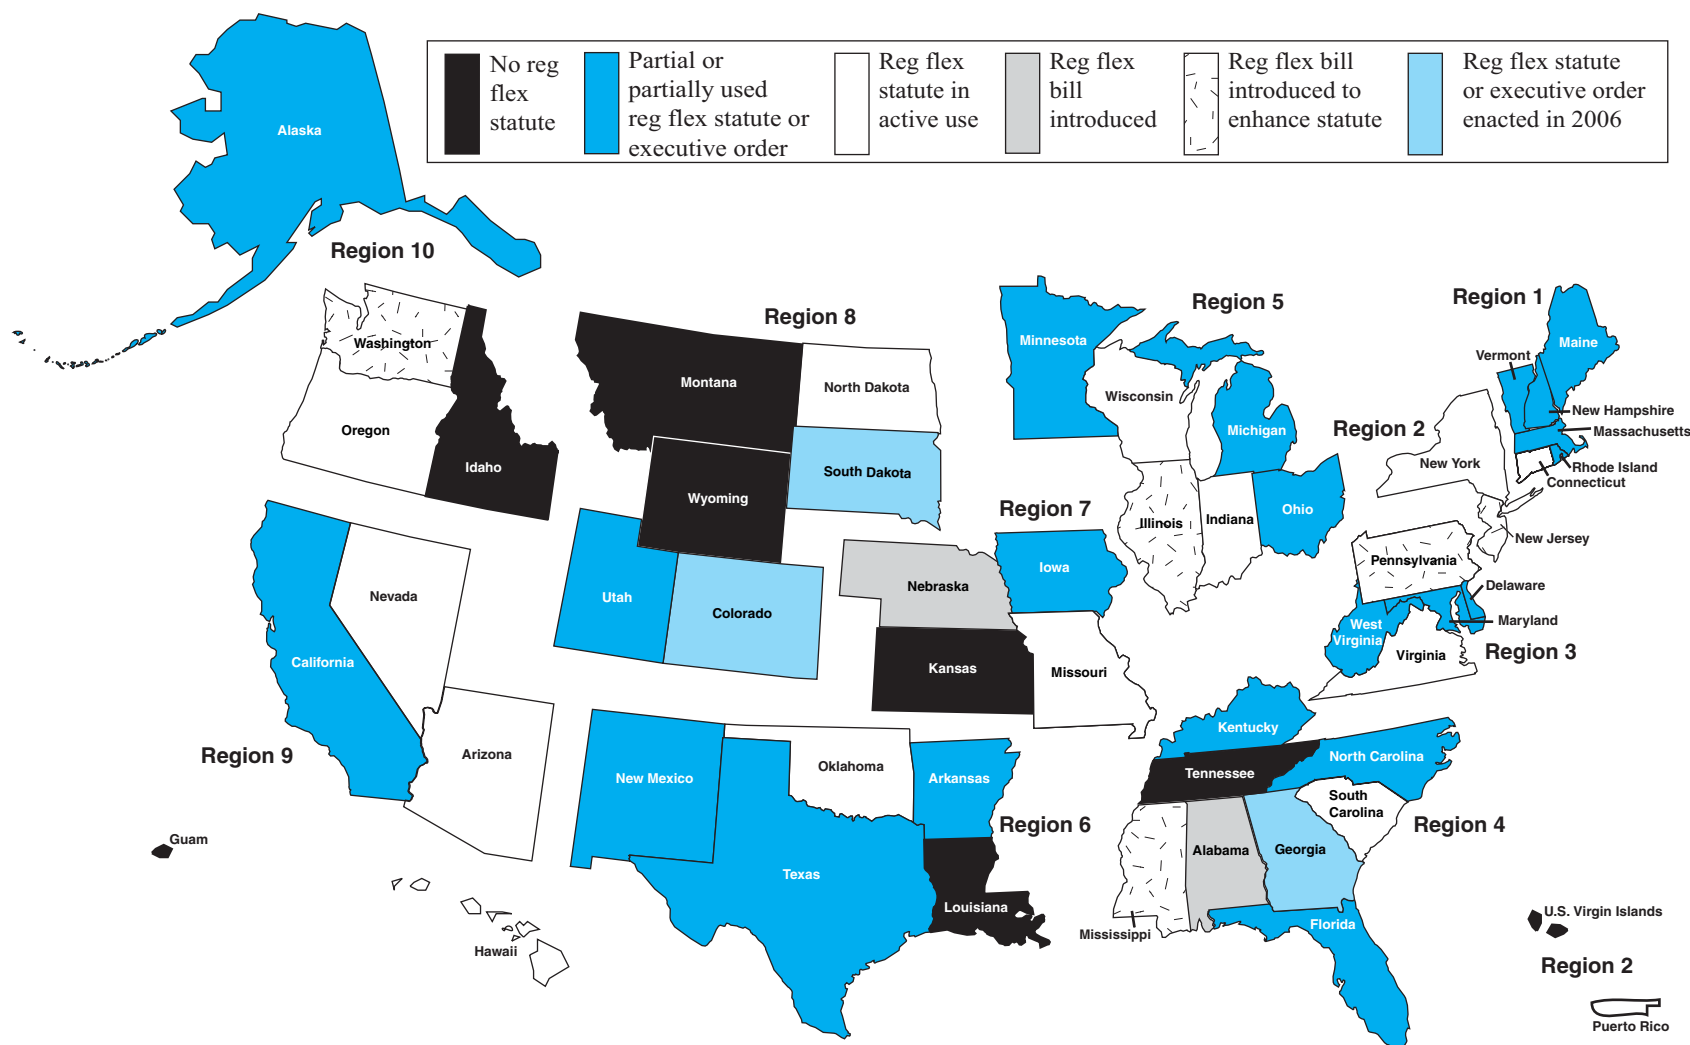 No reg
flex
statute
Partial or
partially used
reg flex statute or
executive order
Reg flex
statute in
active use
Reg flex
bill
introduced
Reg flex bill
introduced to
enhance statute
Reg flex statute
or executive order
enacted in 2006
Alaska
Region 10
Washington
Oregon
Idaho
Region 8
Montana
North Dakota
South Dakota
Wyoming
Utah
Colorado
Region 5
Minnesota
Wisconsin
Michigan
Illinois
Indiana
Ohio
Region 1
Maine
Vermont
New Hampshire
Massachusetts
Rhode Island
Connecticut
Region 2
New York
New Jersey
Pennsylvania
Delaware
Maryland
West
Virginia
Virginia
Region 3
Region 7
Iowa
Nebraska
Kansas
Missouri
Nevada
California
Region 9
Arizona
Guam
Hawaii
New Mexico
Oklahoma
Arkansas
Texas
Louisiana
Region 6
Kentucky
Tennessee
North Carolina
South
Carolina
Region 4
Alabama
Georgia
Mississippi
Florida
U.S. Virgin Islands
Region 2
Puerto Rico